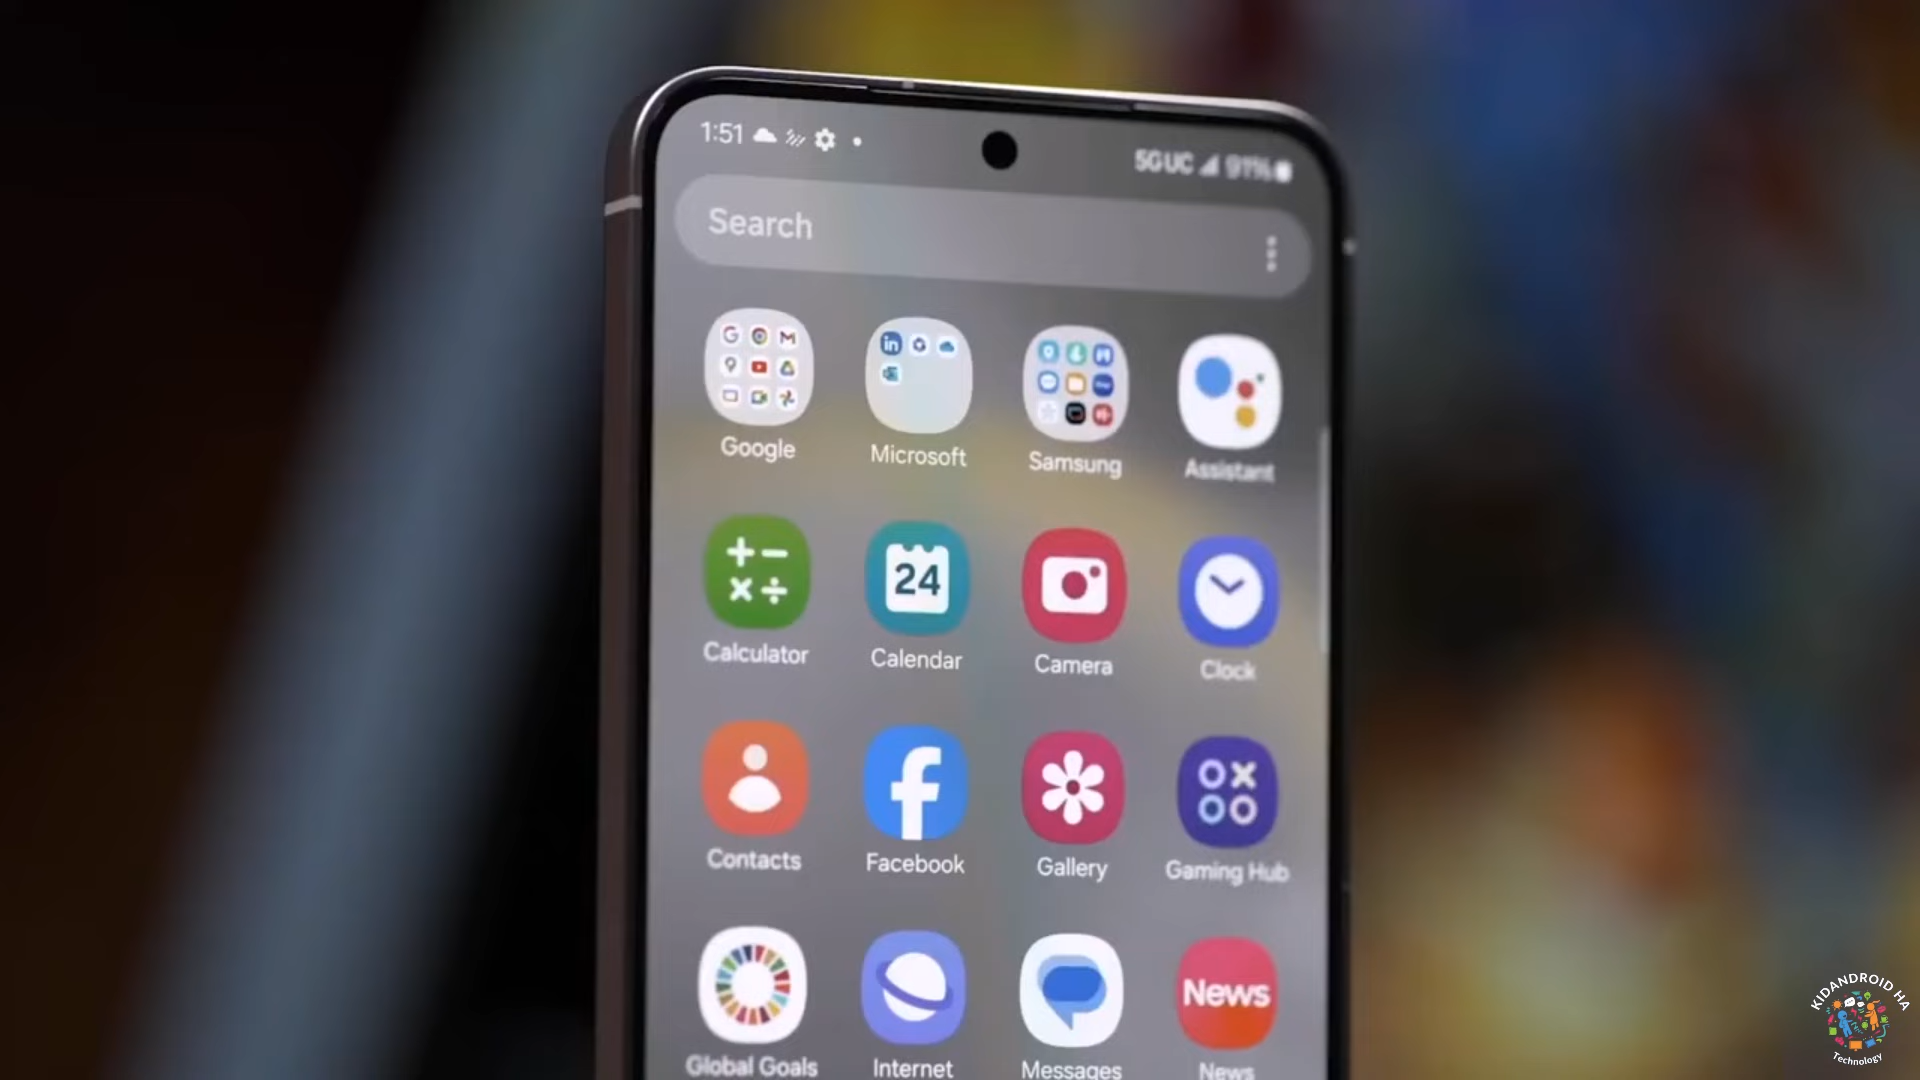 1:51
5G UC 91%
Search
Google Microsoft Samsung Assistant
24
Calculator Calendar Camera Clock
Contacts Facebook Gallery Gaming Hub
News
Global Goals Internet Messages News
KIDANDROID HA
Technology